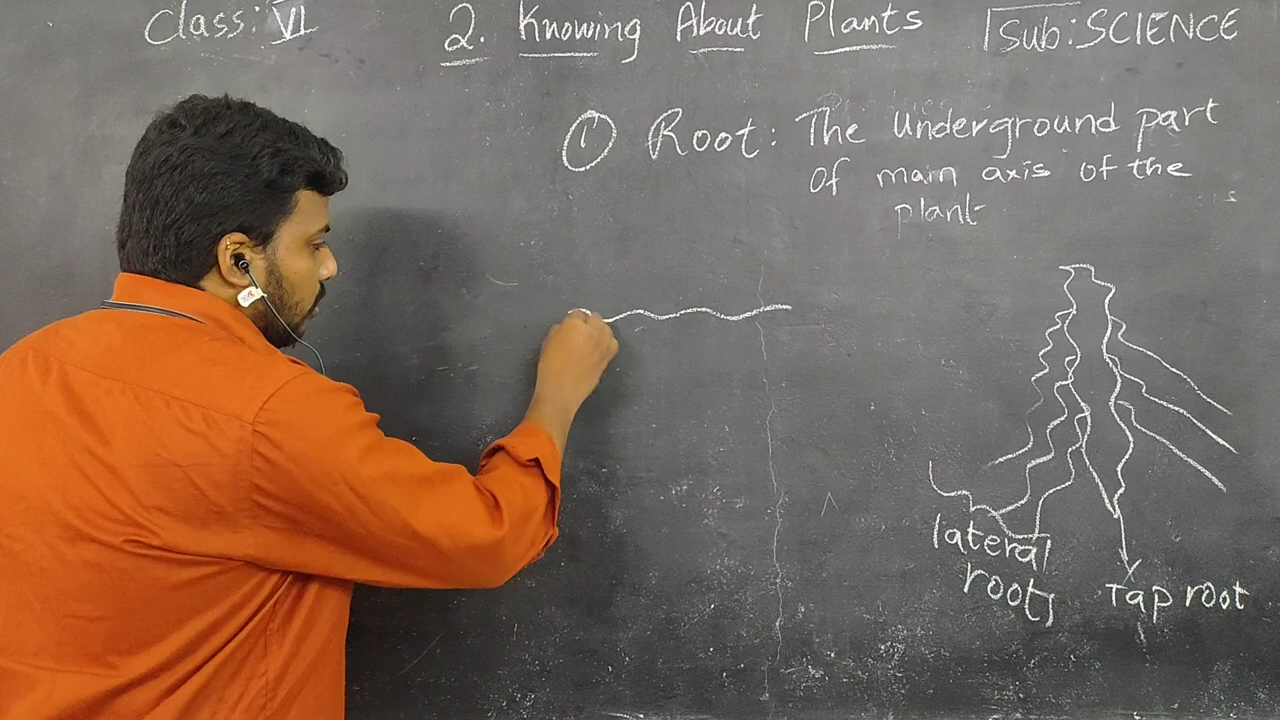 Class: VI
2. Knowing About Plants
Sub: SCIENCE
① Root: The Underground part
of main axis of the
plant
lateral
roots
Tap root